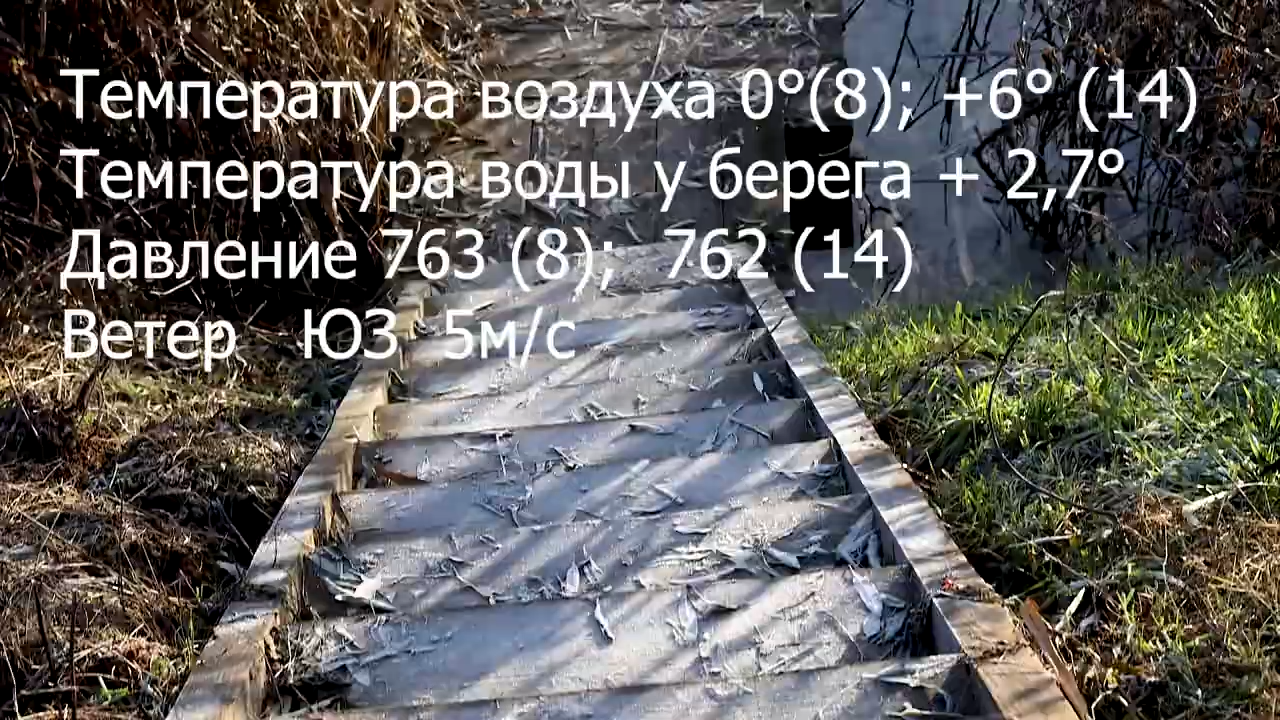 Температура воздуха 0°(8); +6° (14)
Температура воды у берега + 2,7°
Давление 763 (8);  762 (14)
Ветер   ЮЗ  5м/с